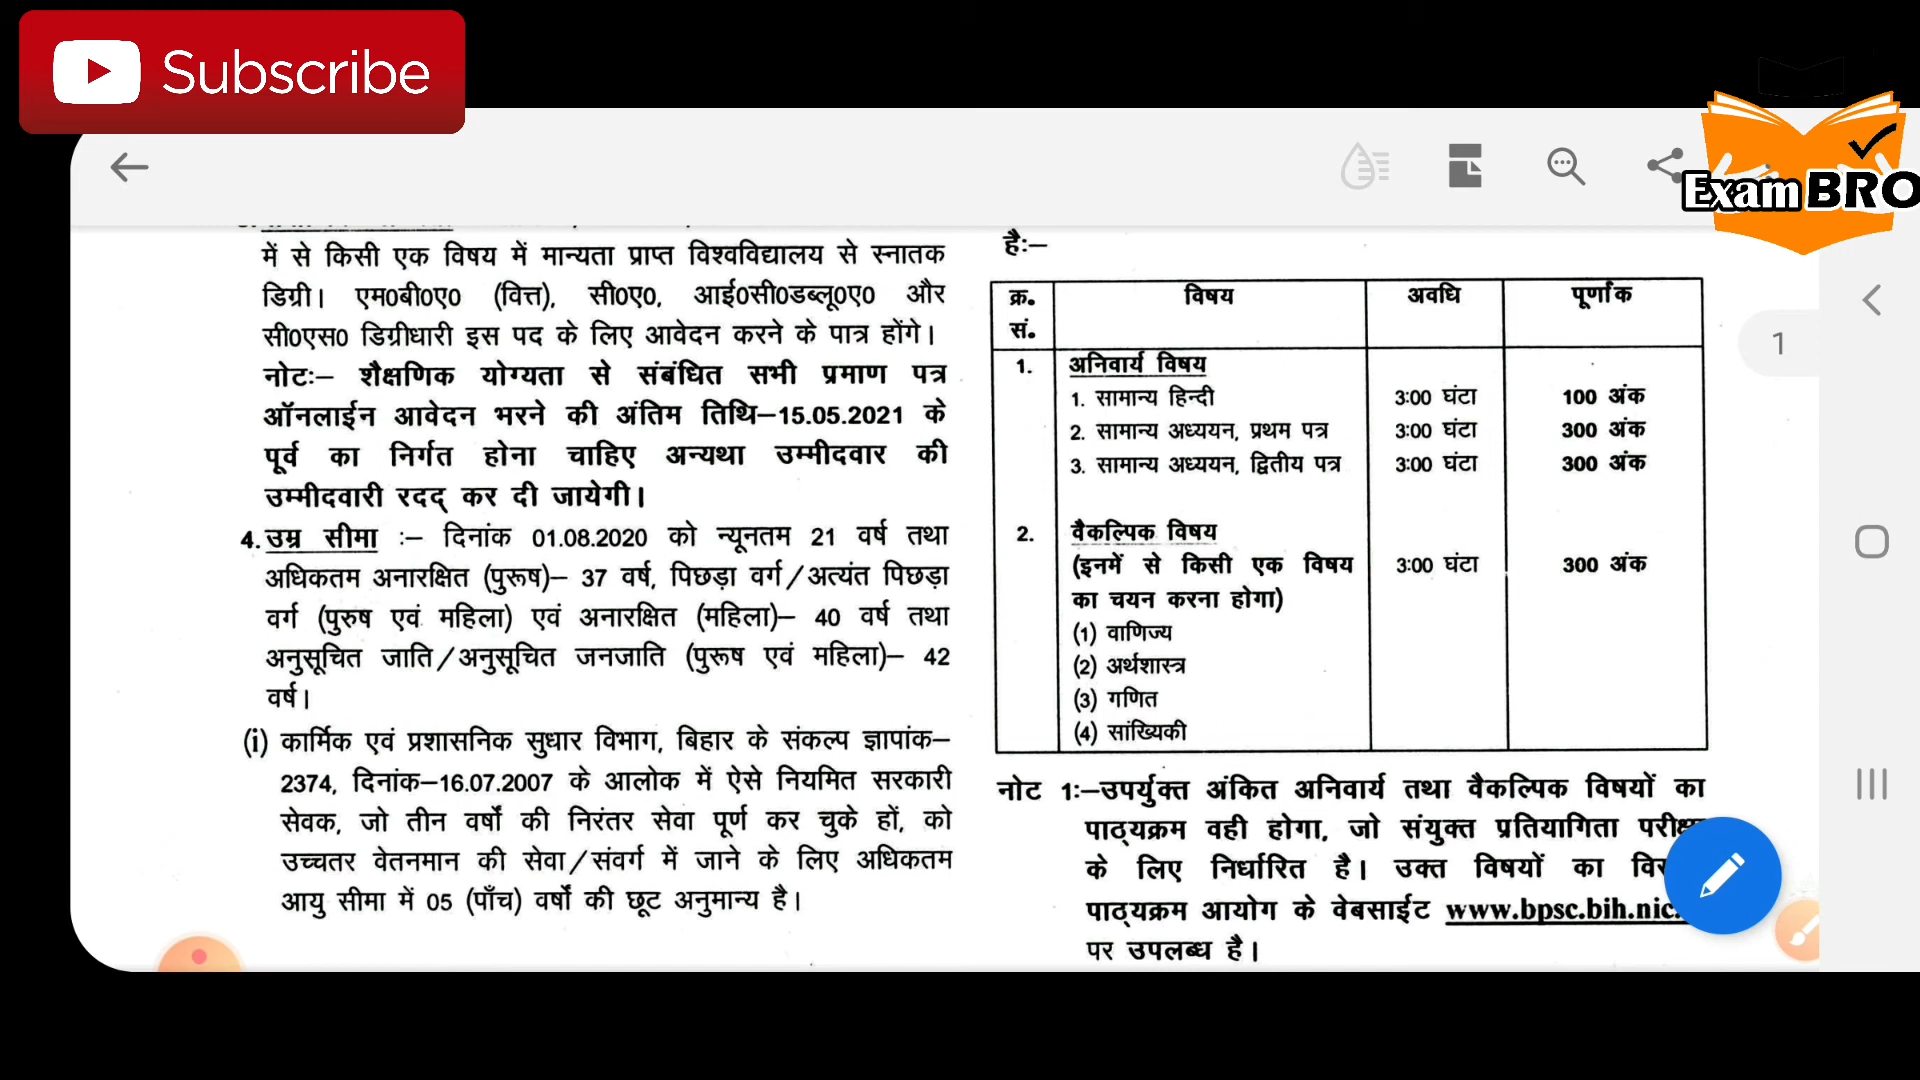 Subscribe
Exam BRO
1
में से किसी एक विषय में मान्यता प्राप्त विश्वविद्यालय से स्नातक
डिग्री। एम0बी0ए0 (वित्त), सी0ए0, आई0सी0डब्लू0ए0 और
सी0एस0 डिग्रीधारी इस पद के लिए आवेदन करने के पात्र होंगे।
नोटः– शैक्षणिक योग्यता से संबंधित सभी प्रमाण पत्र
ऑनलाईन आवेदन भरने की अंतिम तिथि–15.05.2021 के
पूर्व का निर्गत होना चाहिए अन्यथा उम्मीदवार की
उम्मीदवारी रदद् कर दी जायेगी।
4. उम्र सीमा :– दिनांक 01.08.2020 को न्यूनतम 21 वर्ष तथा
अधिकतम अनारक्षित (पुरूष)– 37 वर्ष, पिछड़ा वर्ग/अत्यंत पिछड़ा
वर्ग (पुरुष एवं महिला) एवं अनारक्षित (महिला)– 40 वर्ष तथा
अनुसूचित जाति/अनुसूचित जनजाति (पुरूष एवं महिला)– 42
वर्ष।
(i) कार्मिक एवं प्रशासनिक सुधार विभाग, बिहार के संकल्प ज्ञापांक–
2374, दिनांक–16.07.2007 के आलोक में ऐसे नियमित सरकारी
सेवक, जो तीन वर्षों की निरंतर सेवा पूर्ण कर चुके हों, को
उच्चतर वेतनमान की सेवा/संवर्ग में जाने के लिए अधिकतम
आयु सीमा में 05 (पाँच) वर्षों की छूट अनुमान्य है।
है:–
क्र. सं. विषय अवधि पूर्णांक
1. अनिवार्य विषय
1. सामान्य हिन्दी 3:00 घंटा 100 अंक
2. सामान्य अध्ययन, प्रथम पत्र 3:00 घंटा 300 अंक
3. सामान्य अध्ययन, द्वितीय पत्र 3:00 घंटा 300 अंक
2. वैकल्पिक विषय
(इनमें से किसी एक विषय 3:00 घंटा 300 अंक
का चयन करना होगा)
(1) वाणिज्य
(2) अर्थशास्त्र
(3) गणित
(4) सांख्यिकी
नोट 1:–उपर्युक्त अंकित अनिवार्य तथा वैकल्पिक विषयों का
पाठ्यक्रम वही होगा, जो संयुक्त प्रतियागिता
के लिए निर्धारित है। उक्त विषयों का
पाठ्यक्रम आयोग के वेबसाईट www.bpsc.bih.nic.
पर उपलब्ध है।